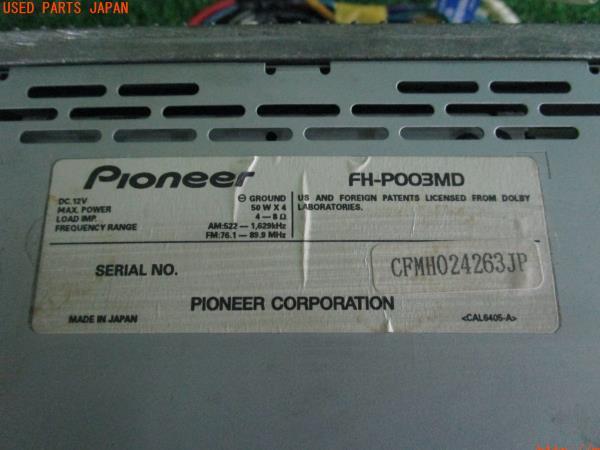 USED PARTS JAPAN
Pioneer FH-P003MD
DC.12V ⊖ GROUND
MAX. POWER 50 W X 4
LOAD IMP. 4 — 8 Ω
FREQUENCY RANGE AM:522 — 1,629kHz
FM:76.1 — 89.9 MHz
US AND FOREIGN PATENTS LICENSED FROM DOLBY
LABORATORIES.
SERIAL NO. CFMH024263JP
PIONEER CORPORATION
MADE IN JAPAN <CAL6405-A>